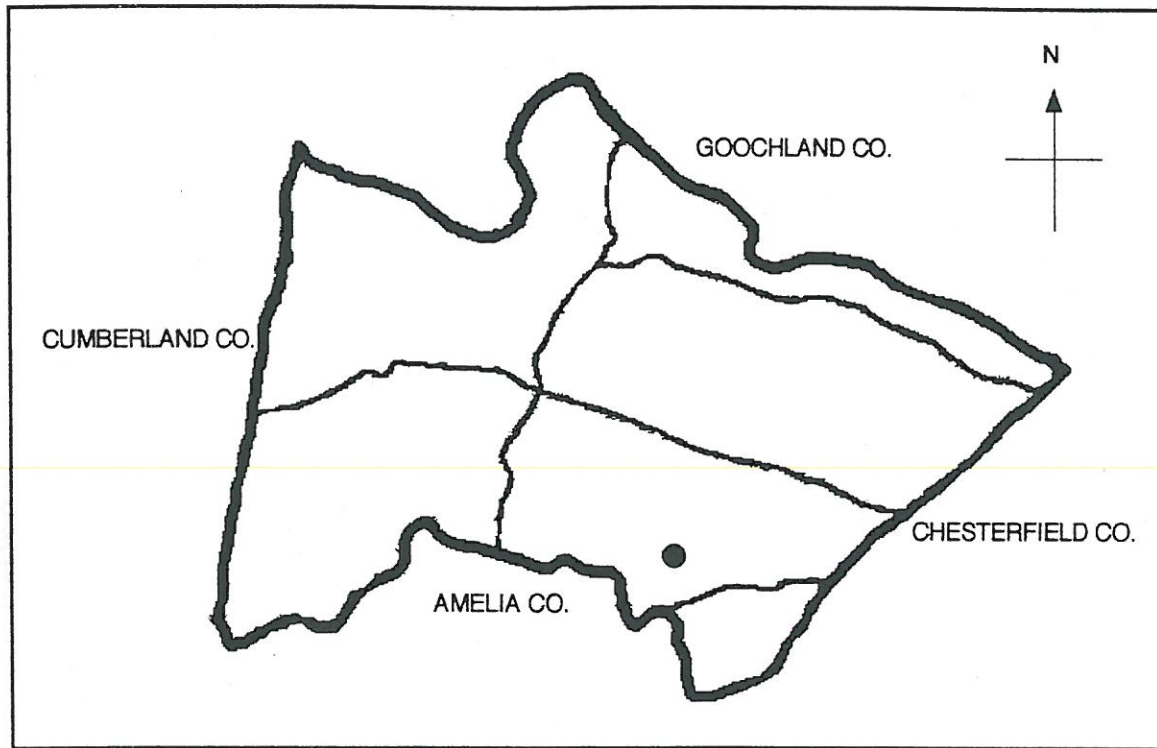 N
GOOCHLAND CO.
CUMBERLAND CO.
CHESTERFIELD CO.
AMELIA CO.